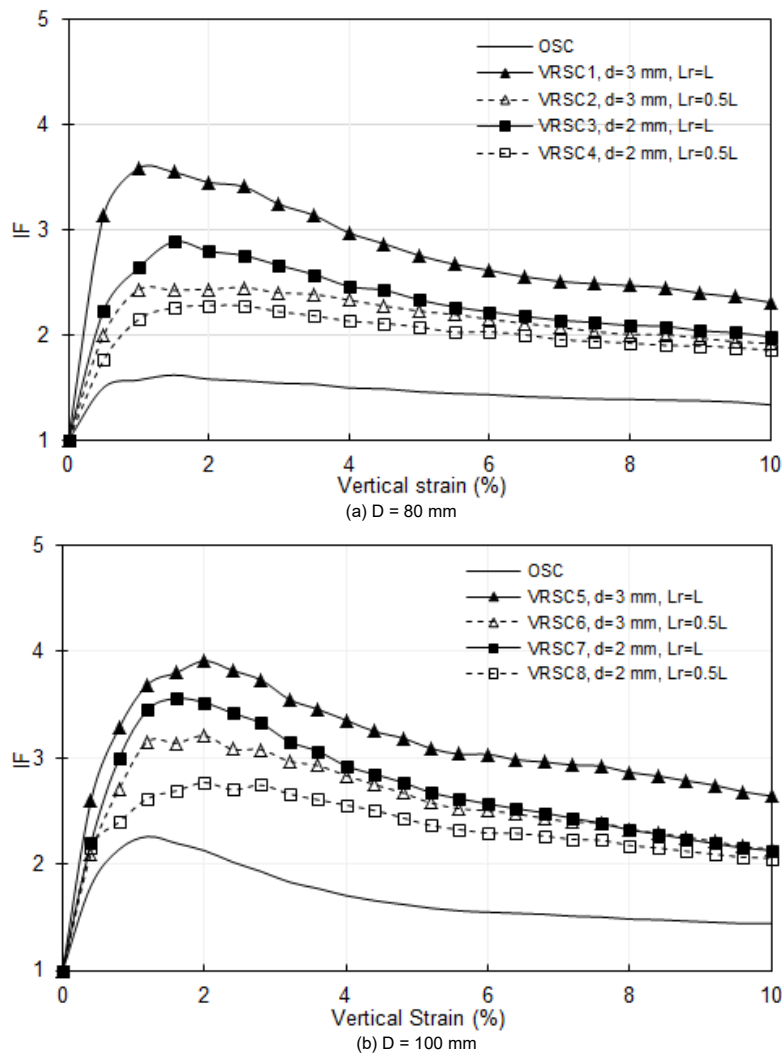 5
4
3
2
1
IF
OSC
VRSC1, d=3 mm, Lr=L
VRSC2, d=3 mm, Lr=0.5L
VRSC3, d=2 mm, Lr=L
VRSC4, d=2 mm, Lr=0.5L
0 2 4 6 8 10
Vertical strain (%)
(a) D = 80 mm
5
4
3
2
1
IF
OSC
VRSC5, d=3 mm, Lr=L
VRSC6, d=3 mm, Lr=0.5L
VRSC7, d=2 mm, Lr=L
VRSC8, d=2 mm, Lr=0.5L
0 2 4 6 8 10
Vertical Strain (%)
(b) D = 100 mm